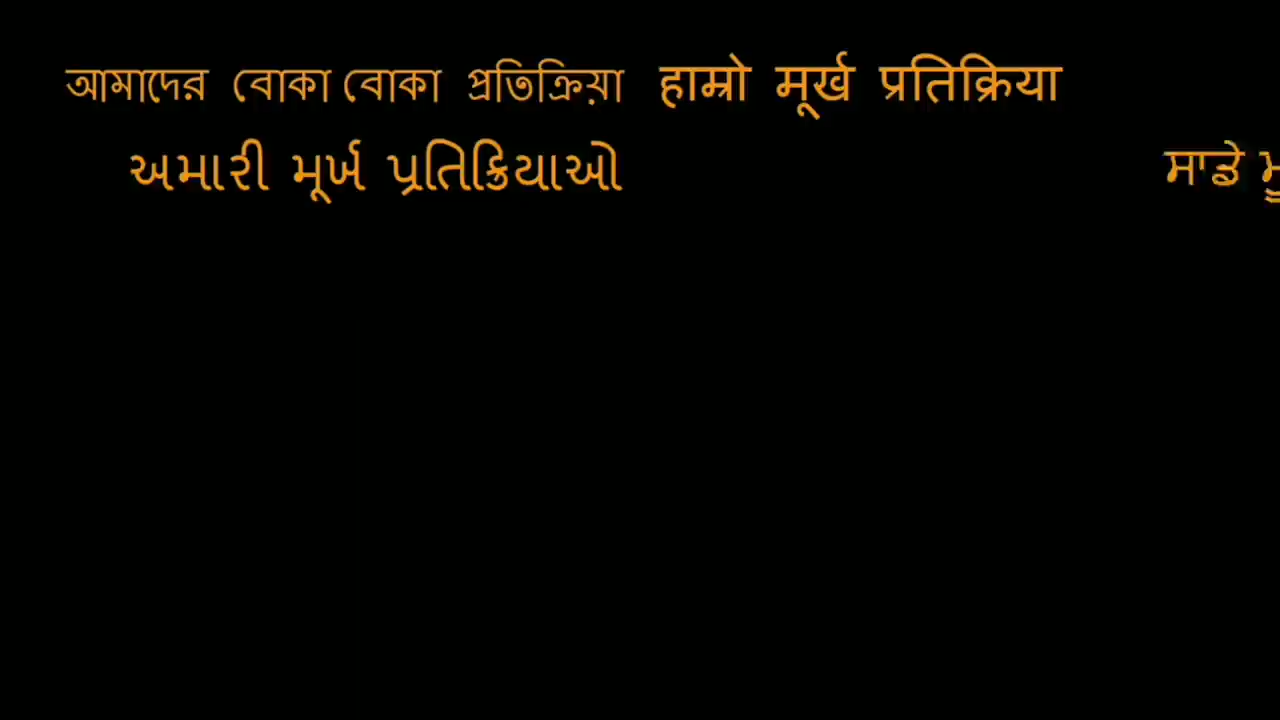 আমাদের বোকা বোকা প্রতিক্রিয়া हाम्रो मूर्ख प्रतिक्रिया
અમારી મૂર્ખ પ્રતિક્રિયાઓ ਸਾਡੇ